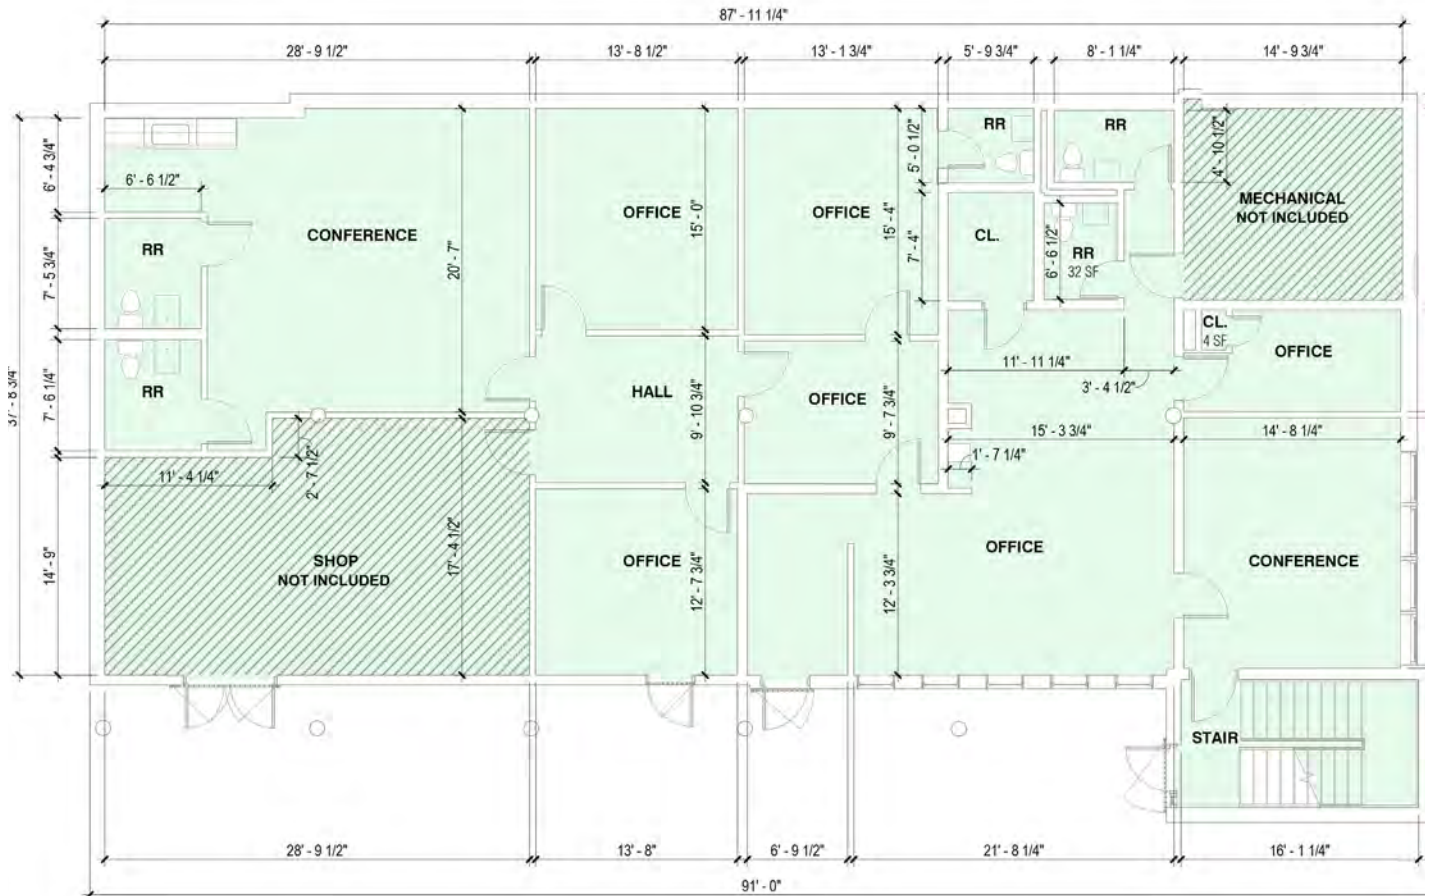 87' - 11 1/4"
28' - 9 1/2"
13' - 8 1/2"
13' - 1 3/4"
5' - 9 3/4"
8' - 1 1/4"
14' - 9 3/4"
37' - 8 3/4"
6' - 4 3/4"
7' - 5 3/4"
7' - 6 1/4"
14' - 9"
6' - 6 1/2"
RR
RR
CONFERENCE
20' - 7"
OFFICE
15' - 0"
OFFICE
15' - 4"
5' - 0 1/2"
7' - 4"
RR
CL.
RR
6' - 6 1/2"
RR
32 SF
4' - 10 1/2"
MECHANICAL
NOT INCLUDED
CL.
4 SF
OFFICE
HALL
9' - 10 3/4"
OFFICE
9' - 7 3/4"
11' - 11 1/4"
3' - 4 1/2"
15' - 3 3/4"
14' - 8 1/4"
1' - 7 1/4"
11' - 4 1/4"
2' - 7 1/2"
SHOP
NOT INCLUDED
17' - 4 1/2"
OFFICE
12' - 7 3/4"
12' - 3 3/4"
OFFICE
CONFERENCE
STAIR
28' - 9 1/2"
13' - 8"
6' - 9 1/2"
21' - 8 1/4"
16' - 1 1/4"
91' - 0"